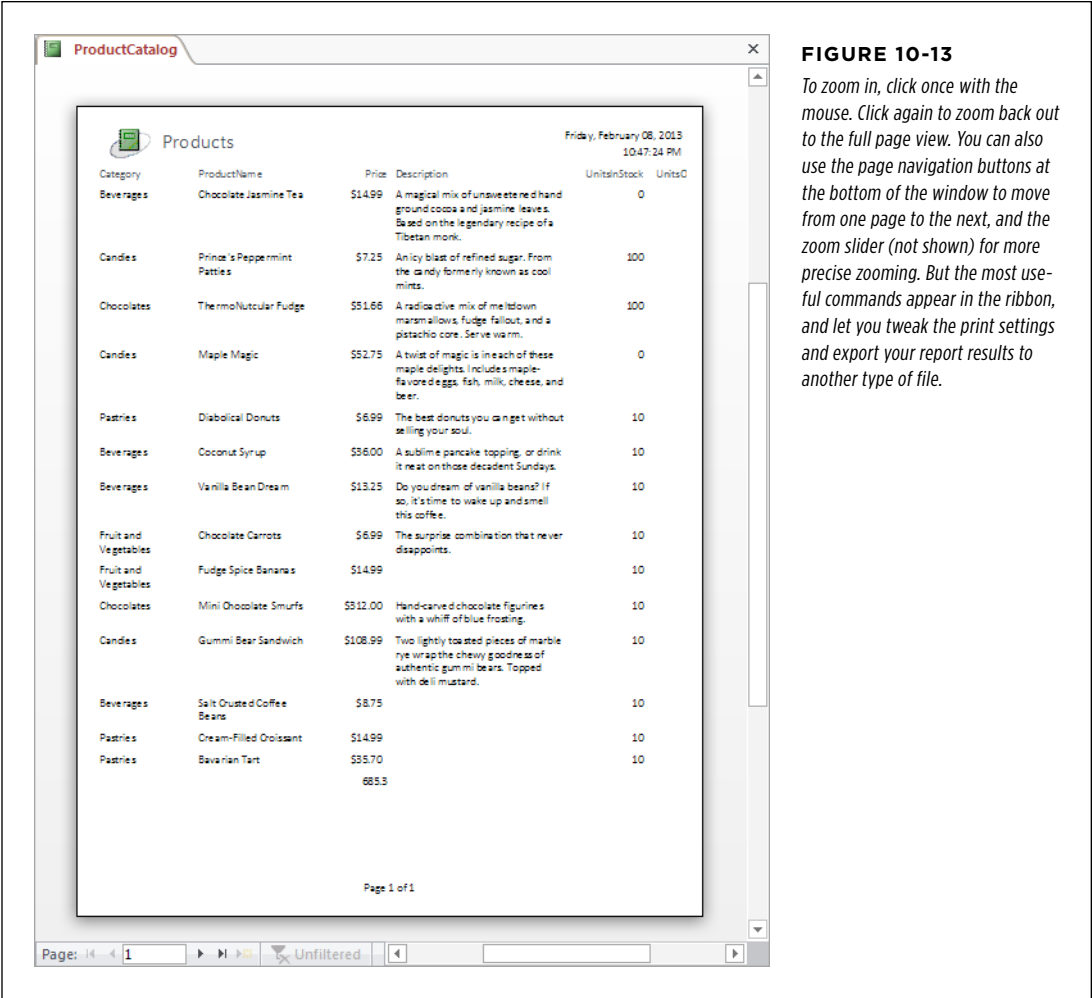 ProductCatalog
Products
Friday, February 08, 2013
10:47:24 PM
Category ProductName Price Description UnitsInStock UnitsO
Beverages Chocolate Jasmine Tea $14.99 A magical mix of unsweetened hand 0
ground cocoa and jasmine leaves.
Based on the legendary recipe of a
Tibetan monk.
Candies Prince's Peppermint $7.25 An icy blast of refined sugar. From 100
Patties the candy formerly known as cool
mints.
Chocolates ThermoNutcular Fudge $51.66 A radioactive mix of meltdown 100
marsmallows, fudge fallout, and a
pistachio core. Serve warm.
Candies Maple Magic $52.75 A twist of magic is in each of these 0
maple delights. Includes maple-
flavored eggs, fish, milk, cheese, and
beer.
Pastries Diabolical Donuts $6.99 The best donuts you can get without 10
selling your soul.
Beverages Coconut Syrup $36.00 A sublime pancake topping, or drink 10
it neat on those decadent Sundays.
Beverages Vanilla Bean Dream $13.25 Do you dream of vanilla beans? If 10
so, it's time to wake up and smell
this coffee.
Fruit and Chocolate Carrots $6.99 The surprise combination that never 10
Vegetables disappoints.
Fruit and Fudge Spice Bananas $14.99 10
Vegetables
Chocolates Mini Chocolate Smurfs $312.00 Hand-carved chocolate figurines 10
with a whiff of blue frosting.
Candies Gummi Bear Sandwich $108.99 Two lightly toasted pieces of marble 10
rye wrap the chewy goodness of
authentic gummi bears. Topped
with deli mustard.
Beverages Salt Crusted Coffee $8.75 10
Beans
Pastries Cream-Filled Croissant $14.99 10
Pastries Bavarian Tart $35.70 10
685.3
Page 1 of 1
Page: 1 Unfiltered
FIGURE 10-13
To zoom in, click once with the
mouse. Click again to zoom back out
to the full page view. You can also
use the page navigation buttons at
the bottom of the window to move
from one page to the next, and the
zoom slider (not shown) for more
precise zooming. But the most use-
ful commands appear in the ribbon,
and let you tweak the print settings
and export your report results to
another type of file.